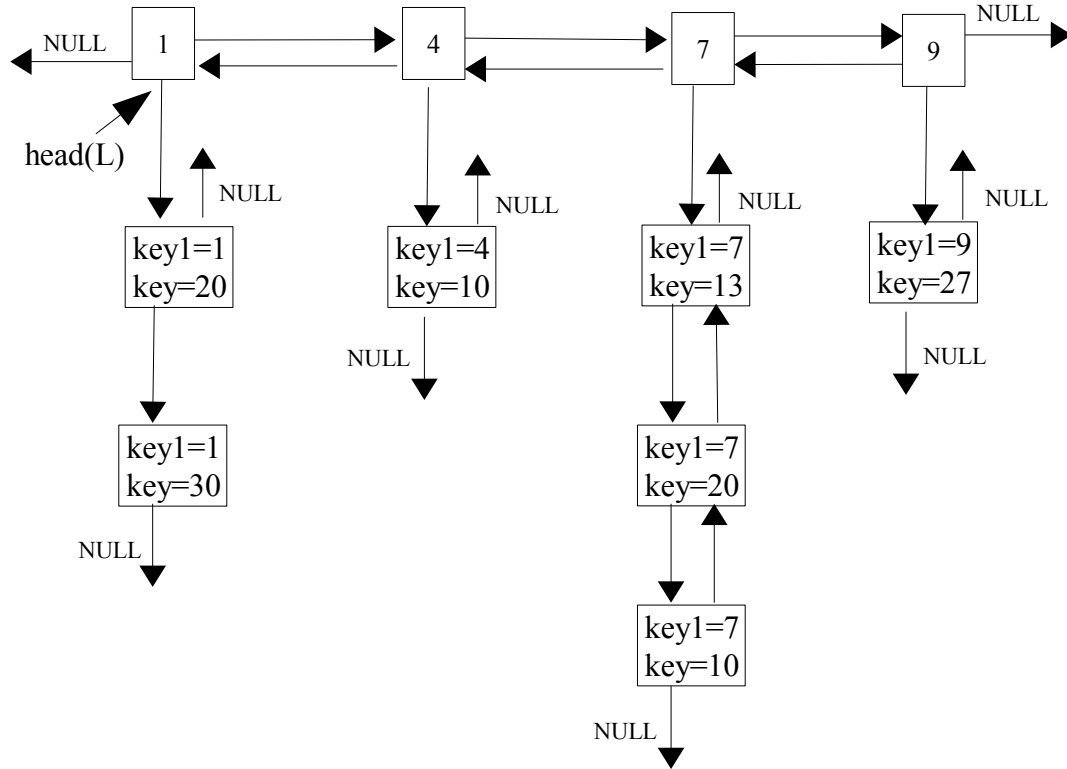 NULL
1
4
7
9
NULL
head(L)
NULL
NULL
NULL
NULL
key1=1
key=20
key1=4
key=10
key1=7
key=13
key1=9
key=27
NULL
NULL
key1=1
key=30
key1=7
key=20
NULL
key1=7
key=10
NULL